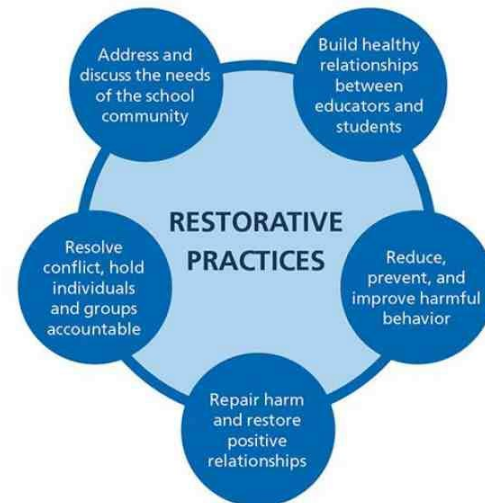 Address and
discuss the needs
of the school
community
Build healthy
relationships
between
educators and
students
RESTORATIVE
PRACTICES
Resolve
conflict, hold
individuals
and groups
accountable
Reduce,
prevent, and
improve harmful
behavior
Repair harm
and restore
positive
relationships